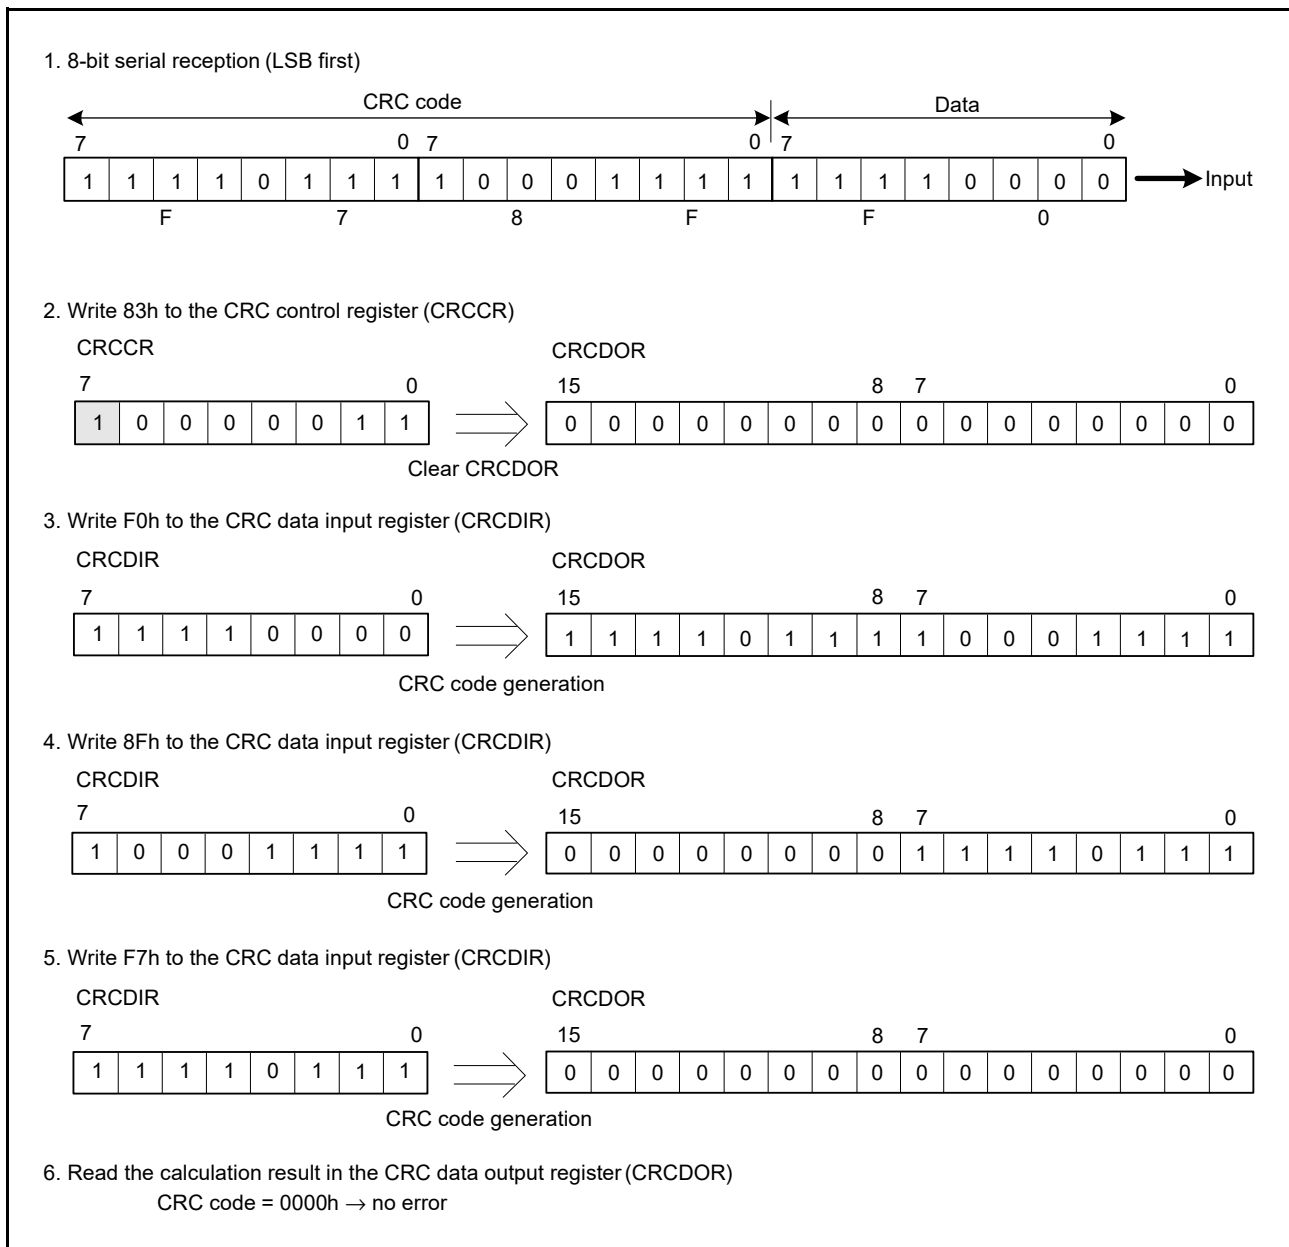 1. 8-bit serial reception (LSB first)
CRC code Data
7 0 7 0 7 0
1 1 1 1 0 1 1 1 1 0 0 0 1 1 1 1 1 1 1 1 0 0 0 0 Input
F 7 8 F F 0
2. Write 83h to the CRC control register (CRCCR)
CRCCR CRCDOR
7 0 15 8 7 0
1 0 0 0 0 0 1 1 0 0 0 0 0 0 0 0 0 0 0 0 0 0 0 0
Clear CRCDOR
3. Write F0h to the CRC data input register (CRCDIR)
CRCDIR CRCDOR
7 0 15 8 7 0
1 1 1 1 0 0 0 0 1 1 1 1 0 1 1 1 1 0 0 0 1 1 1 1
CRC code generation
4. Write 8Fh to the CRC data input register (CRCDIR)
CRCDIR CRCDOR
7 0 15 8 7 0
1 0 0 0 1 1 1 1 0 0 0 0 0 0 0 0 1 1 1 1 0 1 1 1
CRC code generation
5. Write F7h to the CRC data input register (CRCDIR)
CRCDIR CRCDOR
7 0 15 8 7 0
1 1 1 1 0 1 1 1 0 0 0 0 0 0 0 0 0 0 0 0 0 0 0 0
CRC code generation
6. Read the calculation result in the CRC data output register (CRCDOR)
CRC code = 0000h → no error